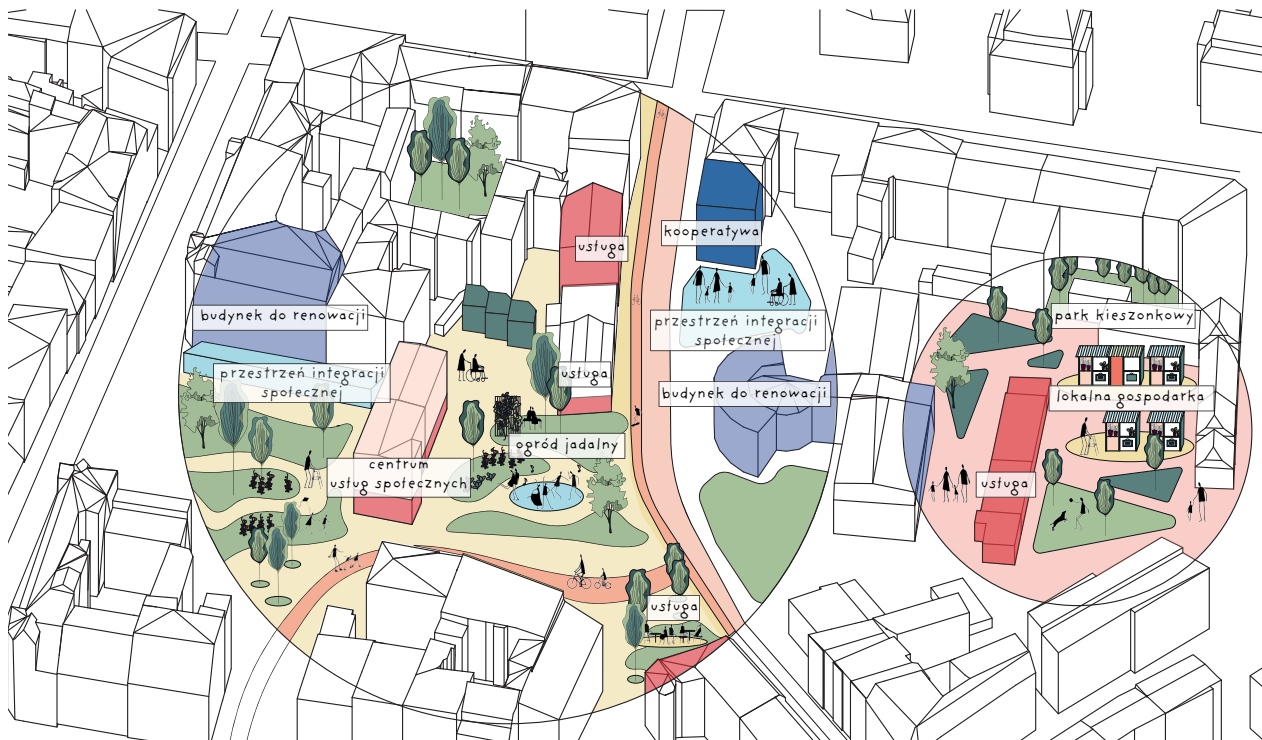 usługa
kooperatywa
budynek do renowacji
przestrzeń integracji
społecznej
park kieszonkowy
przestrzeń integracji
społecznej
usługa
budynek do renowacji
lokalna gospodarka
ogród jadalny
centrum
usług społecznych
usługa
usługa